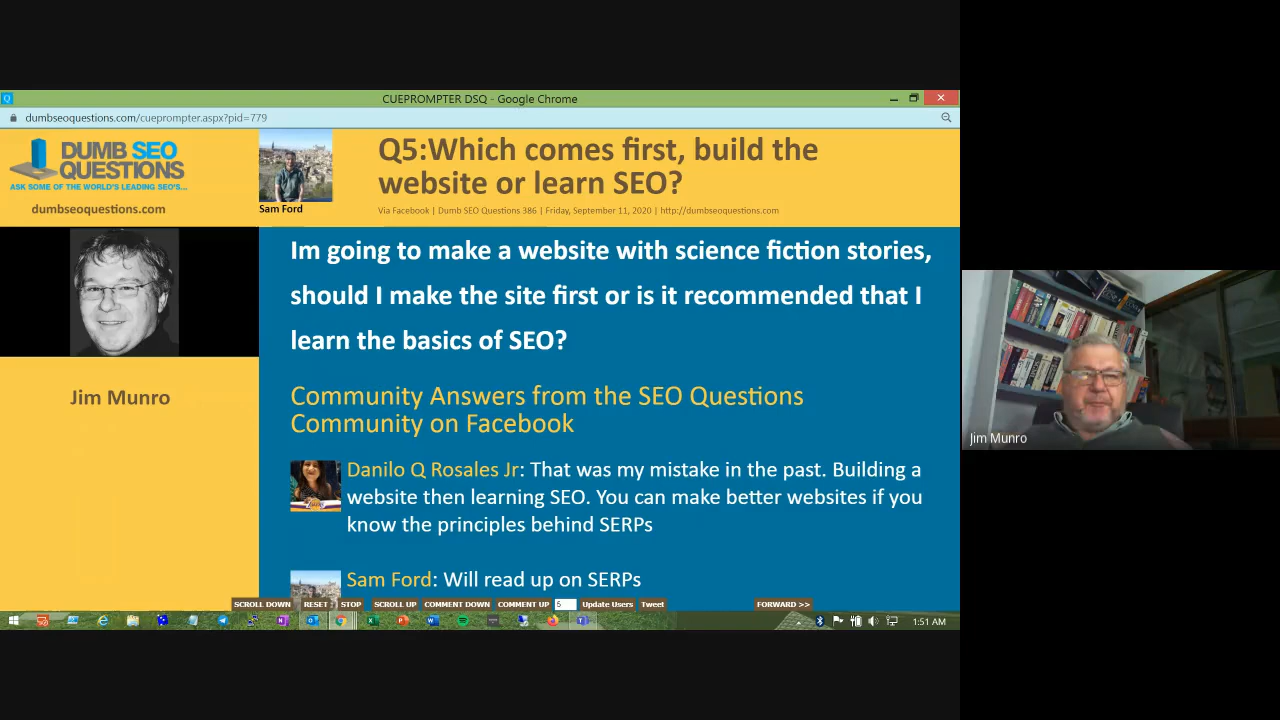 CUEPROMPTER DSQ - Google Chrome
dumbseoquestions.com/cueprompter.aspx?pid=779
DUMB SEO
QUESTIONS
ASK SOME OF THE WORLD'S LEADING SEO'S...
dumbseoquestions.com
Sam Ford
Q5:Which comes first, build the
website or learn SEO?
Via Facebook | Dumb SEO Questions 386 | Friday, September 11, 2020 | http://dumbseoquestions.com
Jim Munro
Im going to make a website with science fiction stories,
should I make the site first or is it recommended that I
learn the basics of SEO?
Community Answers from the SEO Questions
Community on Facebook
Danilo Q Rosales Jr: That was my mistake in the past. Building a
website then learning SEO. You can make better websites if you
know the principles behind SERPs
Sam Ford: Will read up on SERPs
SCROLL DOWN RESET : STOP SCROLL UP COMMENT DOWN COMMENT UP 5 Update Users Tweet FORWARD >>
1:51 AM
Jim Munro